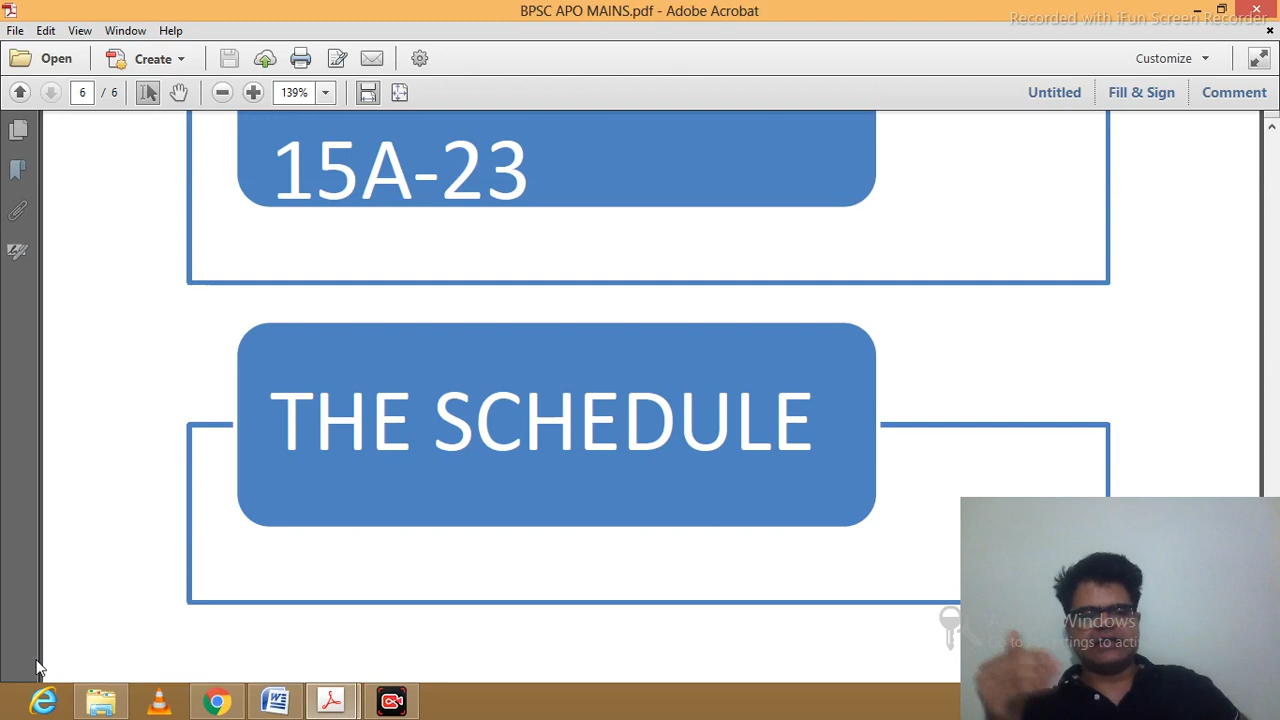 BPSC APO MAINS.pdf - Adobe Acrobat
Recorded with iFun Screen Recorder
File Edit View Window Help
Open Create Customize
6 / 6 139% Untitled Fill & Sign Comment
15A-23
THE SCHEDULE
Windows